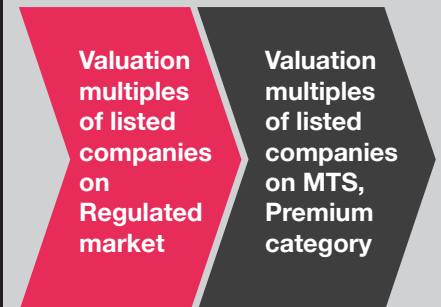 Valuation
multiples
of listed
companies
on
Regulated
market
Valuation
multiples
of listed
companies
on MTS,
Premium
category